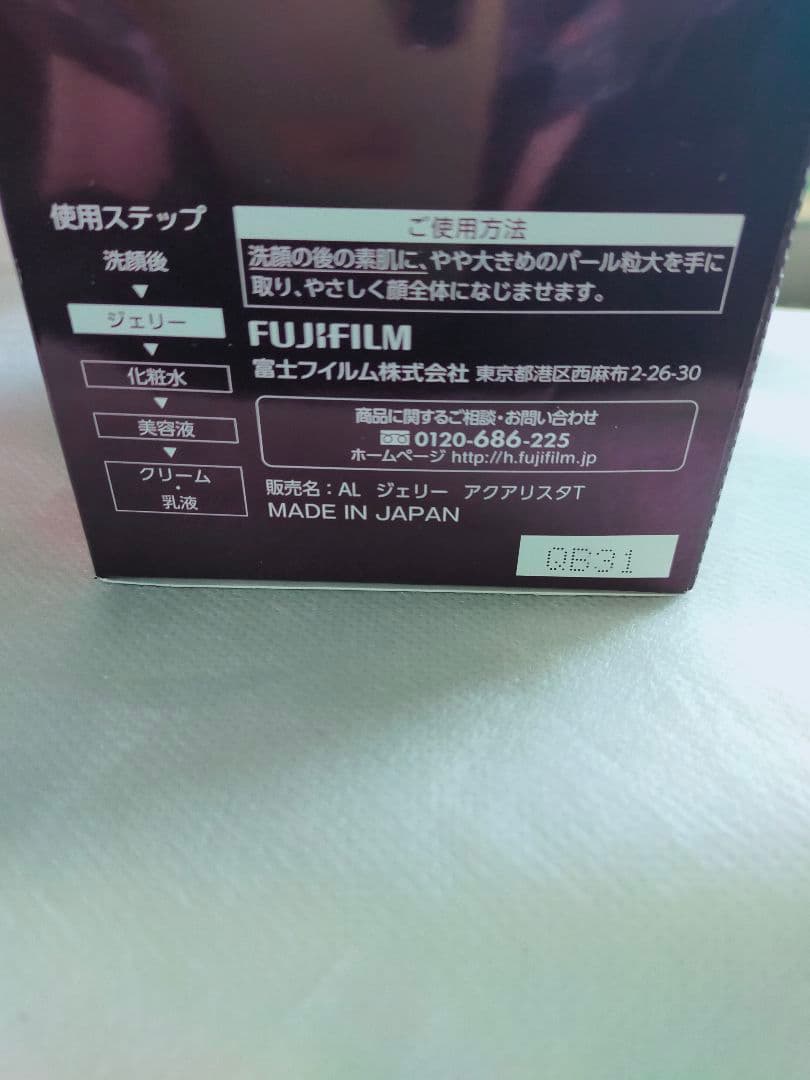 使用ステップ
洗顔後
▼
ジェリー
▼
化粧水
▼
美容液
▼
クリーム
・
乳液
ご使用方法
洗顔の後の素肌に、やや大きめのパール粒大を手に
取り、やさしく顔全体になじませます。
FUJIFILM
富士フイルム株式会社 東京都港区西麻布2-26-30
商品に関するご相談・お問い合わせ
0120-686-225
ホームページ http://h.fujifilm.jp
販売名：AL ジェリー アクアリスタT
MADE IN JAPAN
QB31